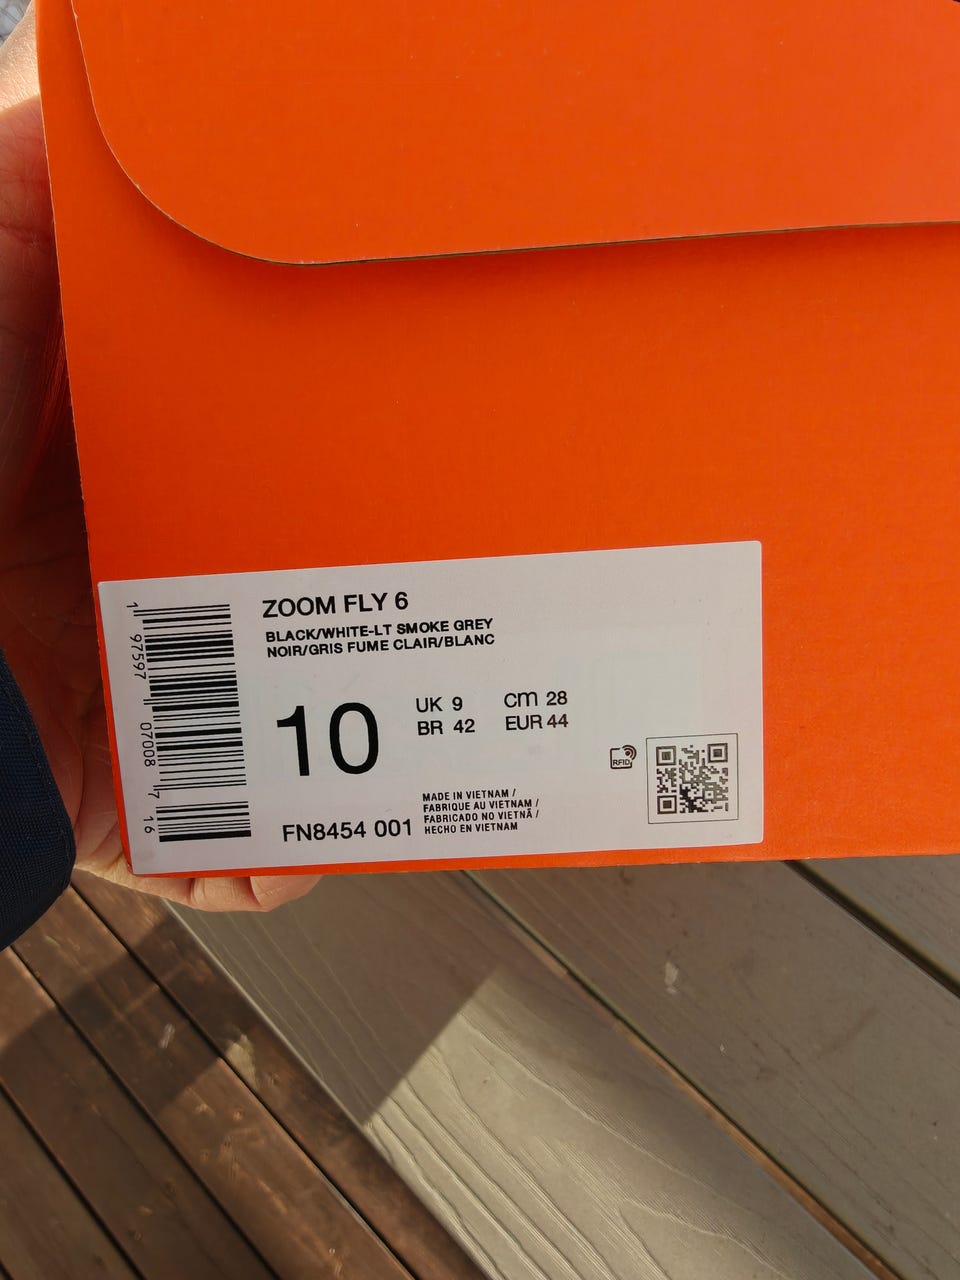 ZOOM FLY 6
BLACK/WHITE-LT SMOKE GREY
NOIR/GRIS FUME CLAIR/BLANC
10
UK 9 cm 28
BR 42 EUR 44
RFID
MADE IN VIETNAM /
FABRIQUE AU VIETNAM /
FABRICADO NO VIETNÃ /
HECHO EN VIETNAM
FN8454 001
1 97597 07008 7 16